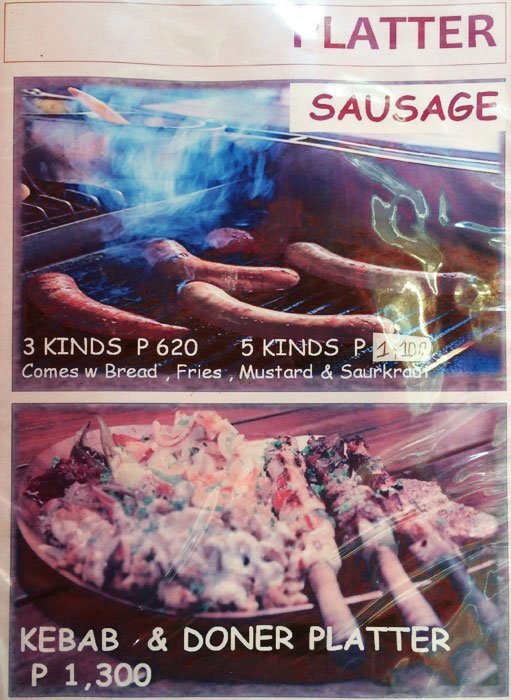 PLATTER
SAUSAGE
3 KINDS P 620 5 KINDS P 1,100
Comes w Bread , Fries , Mustard & Saurkraut
KEBAB & DONER PLATTER
P 1,300